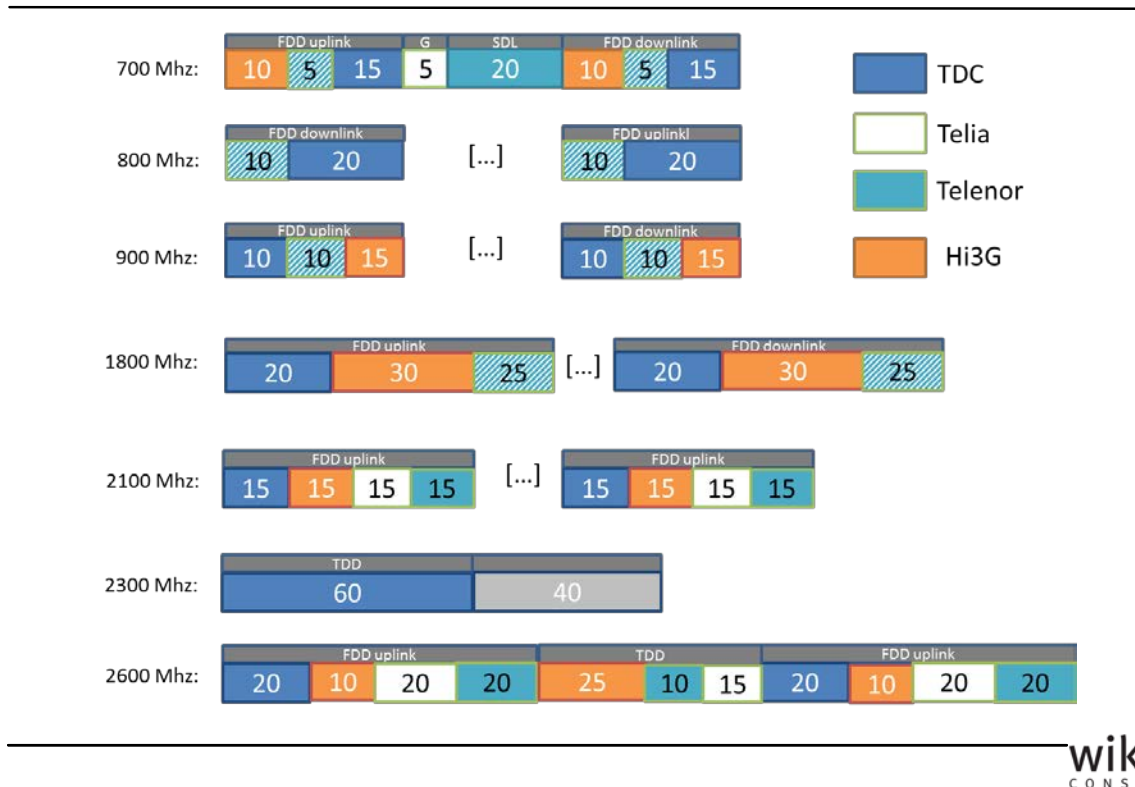 FDD uplink G SDL FDD downlink
700 Mhz: 10 5 15 5 20 10 5 15
TDC
FDD downlink FDD uplinkl
800 Mhz: 10 20 [...] 10 20
Telia
Telenor
FDD uplink FDD downlink
900 Mhz: 10 10 15 [...] 10 10 15
Hi3G
FDD uplink FDD downlink
1800 Mhz: 20 30 25 [...] 20 30 25
FDD uplink FDD uplink
2100 Mhz: 15 15 15 15 [...] 15 15 15 15
TDD
2300 Mhz: 60 40
FDD uplink TDD FDD uplink
2600 Mhz: 20 10 20 20 25 10 15 20 10 20 20
wik
CONS